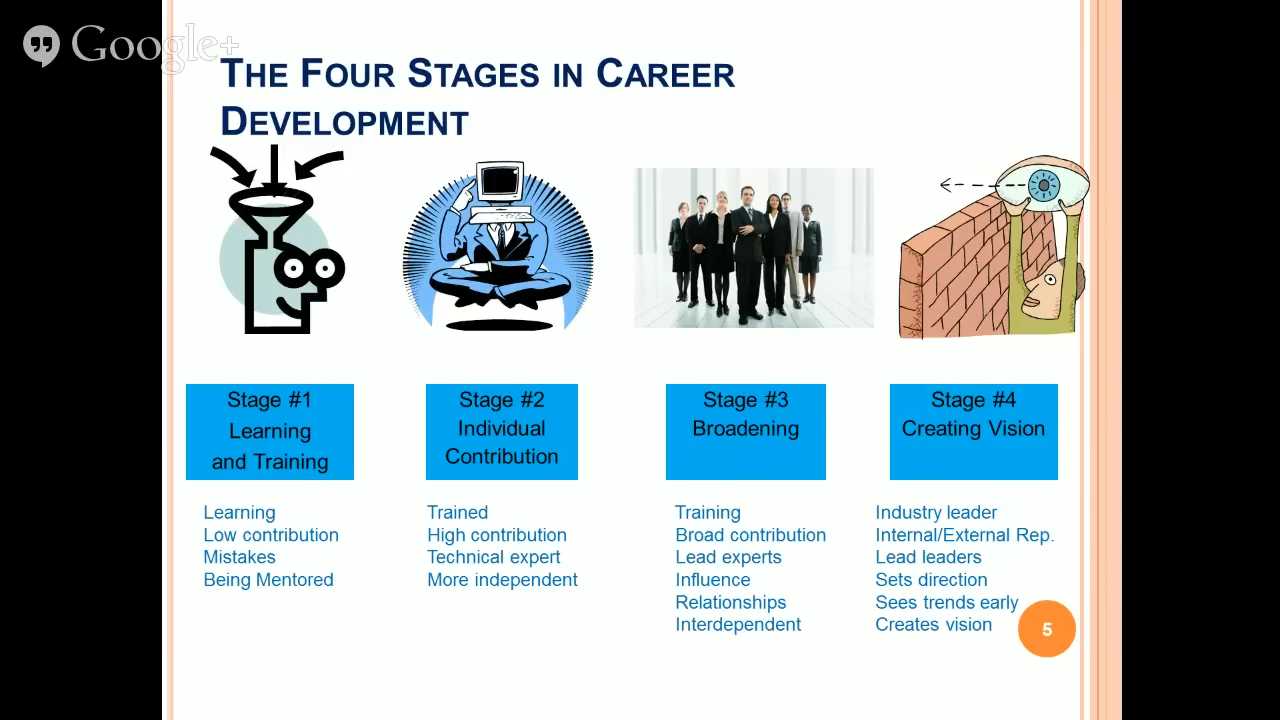 Google+
THE FOUR STAGES IN CAREER
DEVELOPMENT
Stage #1
Learning
and Training
Learning
Low contribution
Mistakes
Being Mentored
Stage #2
Individual
Contribution
Trained
High contribution
Technical expert
More independent
Stage #3
Broadening
Training
Broad contribution
Lead experts
Influence
Relationships
Interdependent
Stage #4
Creating Vision
Industry leader
Internal/External Rep.
Lead leaders
Sets direction
Sees trends early
Creates vision
5